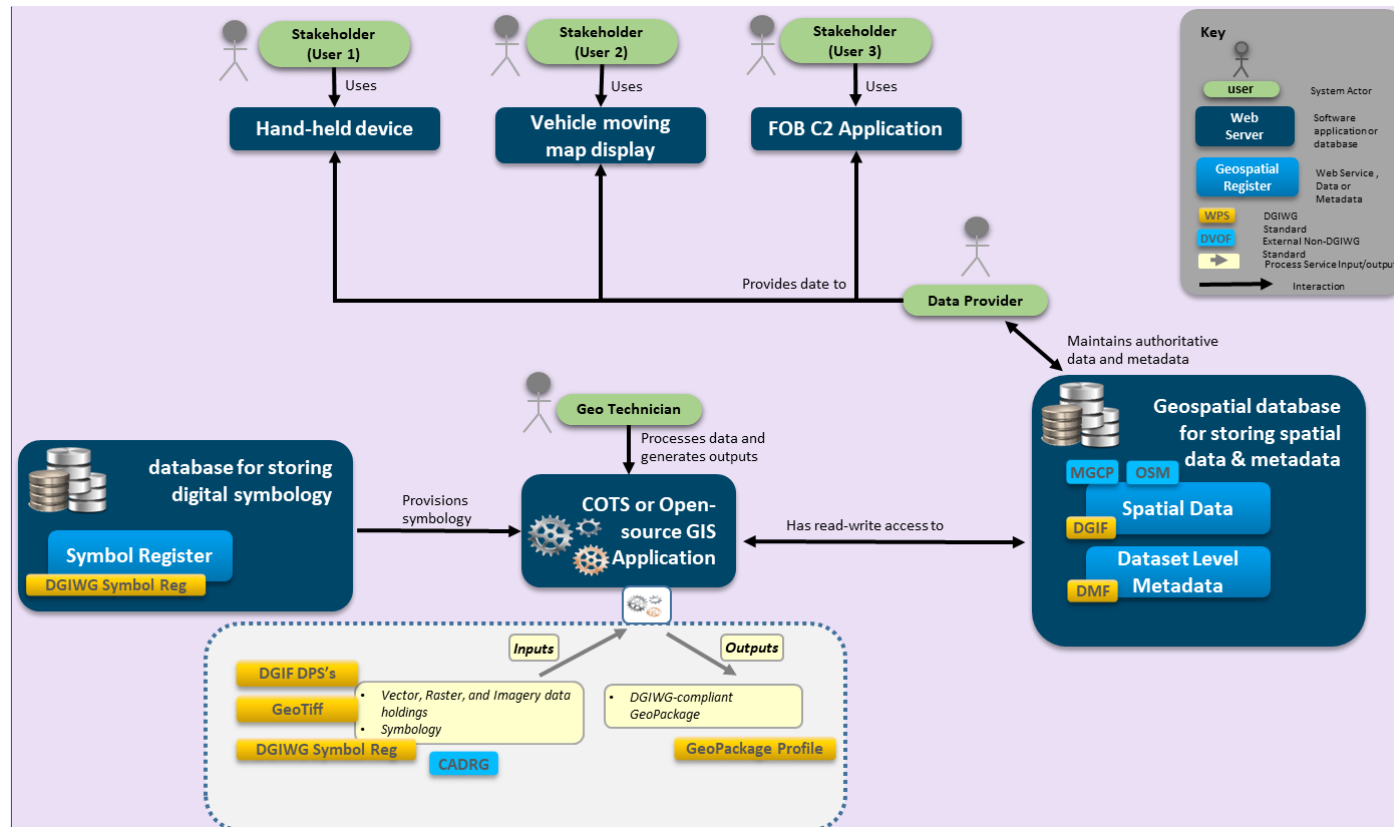 Stakeholder
(User 1)
Stakeholder
(User 2)
Stakeholder
(User 3)
Uses
Uses
Uses
Hand-held device
Vehicle moving
map display
FOB C2 Application
Key
user
System Actor
Web
Server
Software
application or
database
Geospatial
Register
Web Service ,
Data or
Metadata
WPS
DGIWG
Standard
DVOF
External Non-DGIWG
Standard
Process Service Input/output
Interaction
Provides date to
Data Provider
Maintains authoritative
data and metadata
Geo Technician
Processes data and
generates outputs
database for storing
digital symbology
Symbol Register
DGIWG Symbol Reg
Provisions
symbology
COTS or Open-
source GIS
Application
Has read-write access to
Geospatial database
for storing spatial
data & metadata
MGCP
OSM
Spatial Data
DGIF
Dataset Level
Metadata
DMF
Inputs
Outputs
DGIF DPS's
GeoTiff
DGIWG Symbol Reg
• Vector, Raster, and Imagery data
holdings
• Symbology
CADRG
• DGIWG-compliant
GeoPackage
GeoPackage Profile